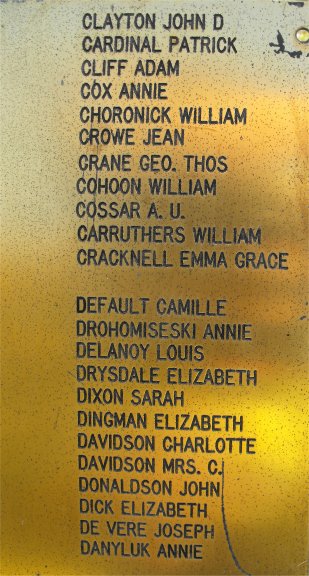 CLAYTON JOHN D
CARDINAL PATRICK
CLIFF ADAM
COX ANNIE
CHORONICK WILLIAM
CROWE JEAN
CRANE GEO. THOS
COHOON WILLIAM
COSSAR A. U.
CARRUTHERS WILLIAM
CRACKNELL EMMA GRACE
DEFAULT CAMILLE
DROHOMISESKI ANNIE
DELANOY LOUIS
DRYSDALE ELIZABETH
DIXON SARAH
DINGMAN ELIZABETH
DAVIDSON CHARLOTTE
DAVIDSON MRS. C.
DONALDSON JOHN
DICK ELIZABETH
DE VERE JOSEPH
DANYLUK ANNIE